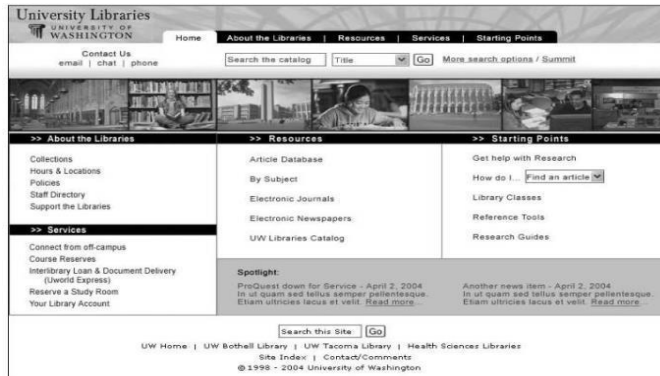 University Libraries
UNIVERSITY OF
WASHINGTON
Home
About the Libraries | Resources | Services | Starting Points
Contact Us
email | chat | phone
Search the catalog Title Go More search options / Summit
>> About the Libraries
Collections
Hours & Locations
Policies
Staff Directory
Support the Libraries
>> Services
Connect from off-campus
Course Reserves
Interlibrary Loan & Document Delivery
(Uworld Express)
Reserve a Study Room
Your Library Account
>> Resources
Article Database
By Subject
Electronic Journals
Electronic Newspapers
UW Libraries Catalog
>> Starting Points
Get help with Research
How do I... Find an article
Library Classes
Reference Tools
Research Guides
Spotlight:
ProQuest down for Service - April 2, 2004
In ut quam sed tellus semper pellentesque.
Etiam ultricies lacus et velit. Read more...
Another news item - April 2, 2004
In ut quam sed tellus semper pellentesque.
Etiam ultricies lacus et velit. Read more...
Search this Site Go
UW Home | UW Bothell Library | UW Tacoma Library | Health Sciences Libraries
Site Index | Contact/Comments
© 1998 - 2004 University of Washington